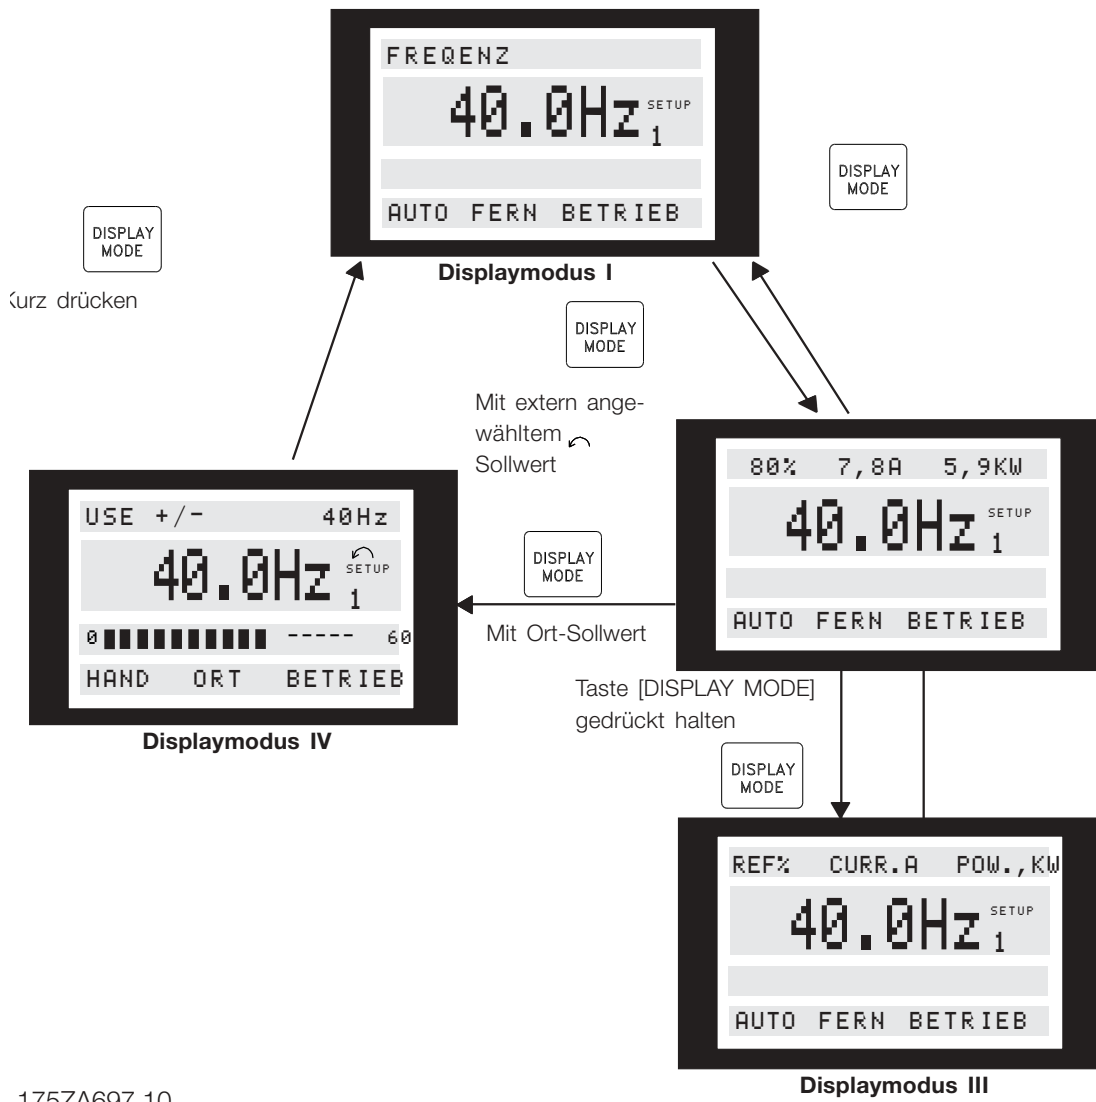 FREQENZ
40.0Hz SETUP 1
AUTO FERN BETRIEB
Displaymodus I
DISPLAY
MODE
DISPLAY
MODE
Kurz drücken
DISPLAY
MODE
Mit extern ange-
wähltem
Sollwert
80% 7,8A 5,9KW
40.0Hz SETUP 1
AUTO FERN BETRIEB
USE +/- 40Hz
40.0Hz SETUP 1
0 ----- 60
HAND ORT BETRIEB
Displaymodus IV
DISPLAY
MODE
Mit Ort-Sollwert
Taste [DISPLAY MODE]
gedrückt halten
DISPLAY
MODE
REF% CURR.A POW.,KW
40.0Hz SETUP 1
AUTO FERN BETRIEB
Displaymodus III
175ZA697.10